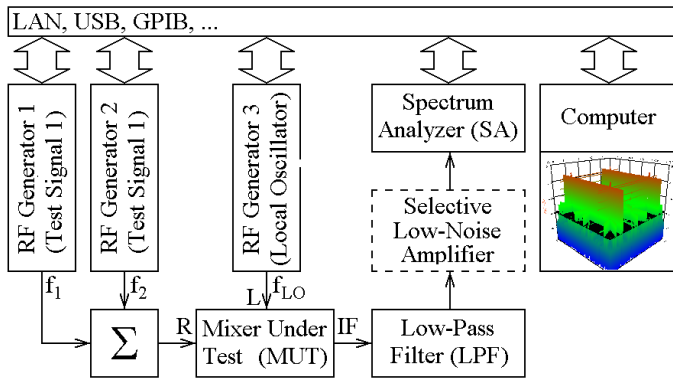 LAN, USB, GPIB, ...
RF Generator 1
(Test Signal 1)
RF Generator 2
(Test Signal 1)
RF Generator 3
(Local Oscillator)
Spectrum
Analyzer (SA)
Computer
Selective
Low-Noise
Amplifier
f1
f2
fLO
L
Σ
R
Mixer Under
Test (MUT)
IF
Low-Pass
Filter (LPF)